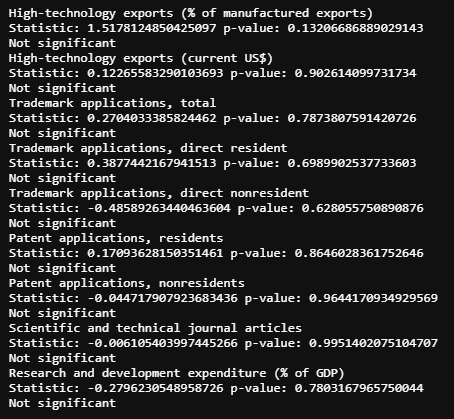 High-technology exports (% of manufactured exports)
Statistic: 1.5178124850425097 p-value: 0.13206686889029143
Not significant
High-technology exports (current US$)
Statistic: 0.12265583290103693 p-value: 0.902614099731734
Not significant
Trademark applications, total
Statistic: 0.2704033385824462 p-value: 0.7873807591420726
Not significant
Trademark applications, direct resident
Statistic: 0.3877442167941513 p-value: 0.6989902537733603
Not significant
Trademark applications, direct nonresident
Statistic: -0.48589263440463604 p-value: 0.628055750890876
Not significant
Patent applications, residents
Statistic: 0.17093628150351461 p-value: 0.8646028361752646
Not significant
Patent applications, nonresidents
Statistic: -0.044717907923683436 p-value: 0.9644170934929569
Not significant
Scientific and technical journal articles
Statistic: -0.006105403997445266 p-value: 0.9951402075104707
Not significant
Research and development expenditure (% of GDP)
Statistic: -0.2796230548958726 p-value: 0.7803167965750044
Not significant